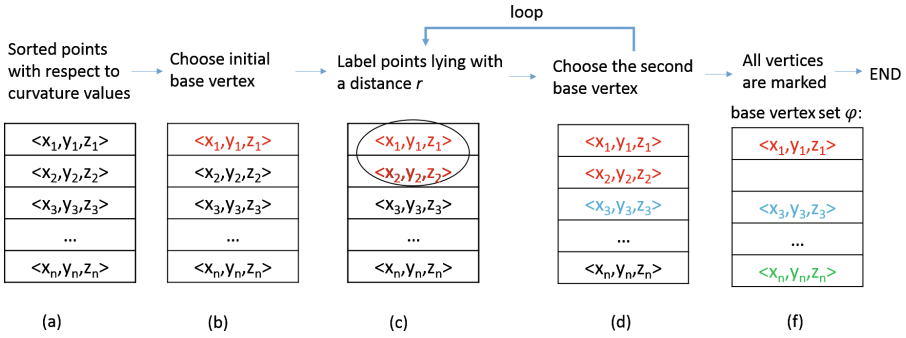 loop
Sorted points
with respect to
curvature values
Choose initial
base vertex
Label points lying with
a distance r
Choose the second
base vertex
All vertices
are marked
END
base vertex set φ:
<x1,y1,z1>
<x2,y2,z2>
<x3,y3,z3>
...
<xn,yn,zn>
<x1,y1,z1>
<x2,y2,z2>
<x3,y3,z3>
...
<xn,yn,zn>
<x1,y1,z1>
<x2,y2,z2>
<x3,y3,z3>
...
<xn,yn,zn>
<x1,y1,z1>
<x2,y2,z2>
<x3,y3,z3>
...
<xn,yn,zn>
<x1,y1,z1>
<x3,y3,z3>
...
<xn,yn,zn>
(a)
(b)
(c)
(d)
(f)